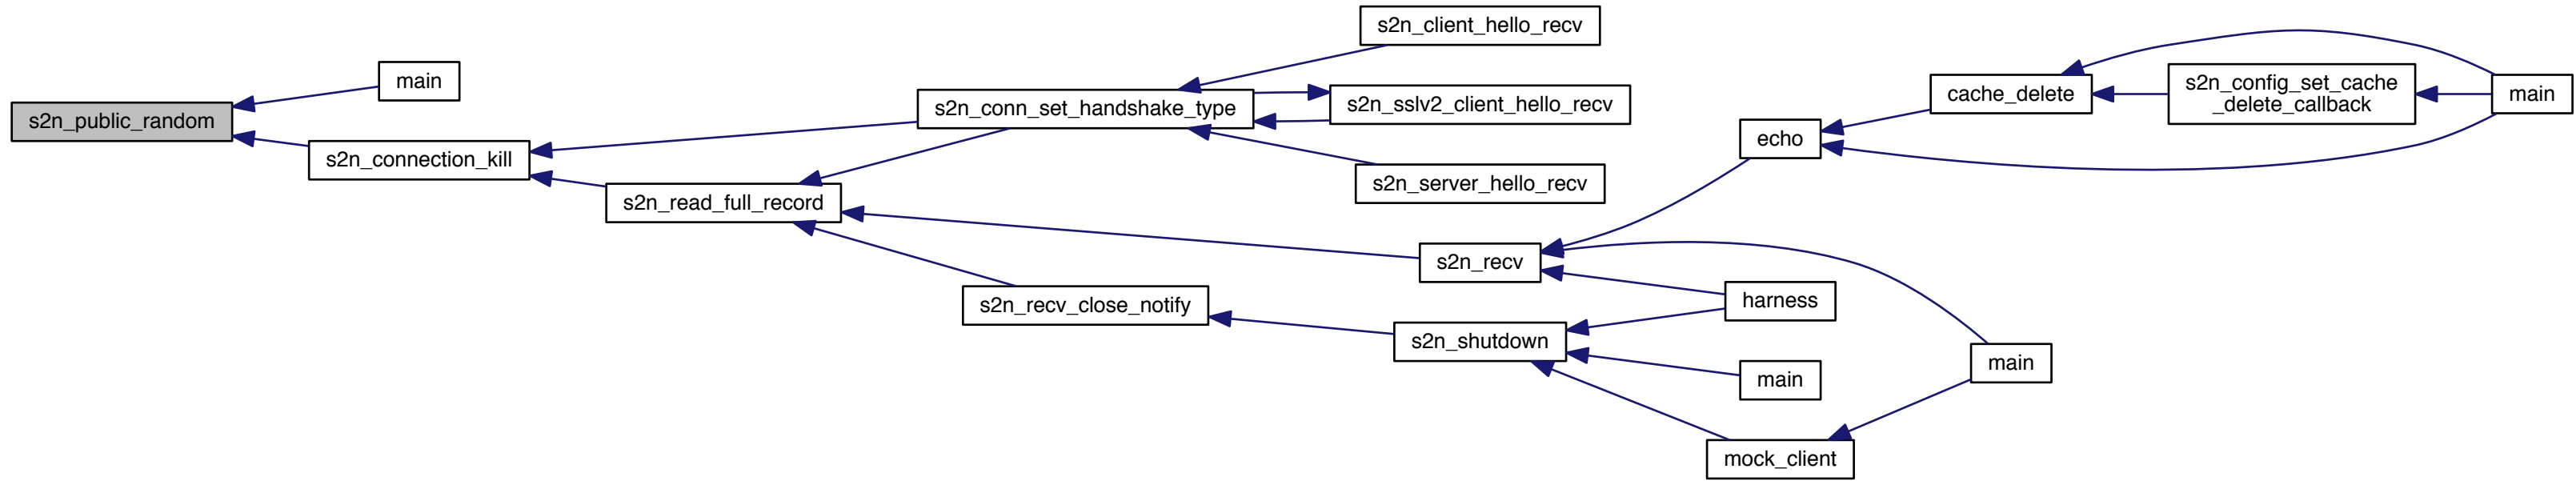 s2n_client_hello_recv
main
s2n_public_random
s2n_connection_kill
s2n_conn_set_handshake_type
s2n_sslv2_client_hello_recv
s2n_server_hello_recv
s2n_read_full_record
cache_delete
s2n_config_set_cache
_delete_callback
main
echo
s2n_recv
s2n_recv_close_notify
harness
s2n_shutdown
main
main
mock_client